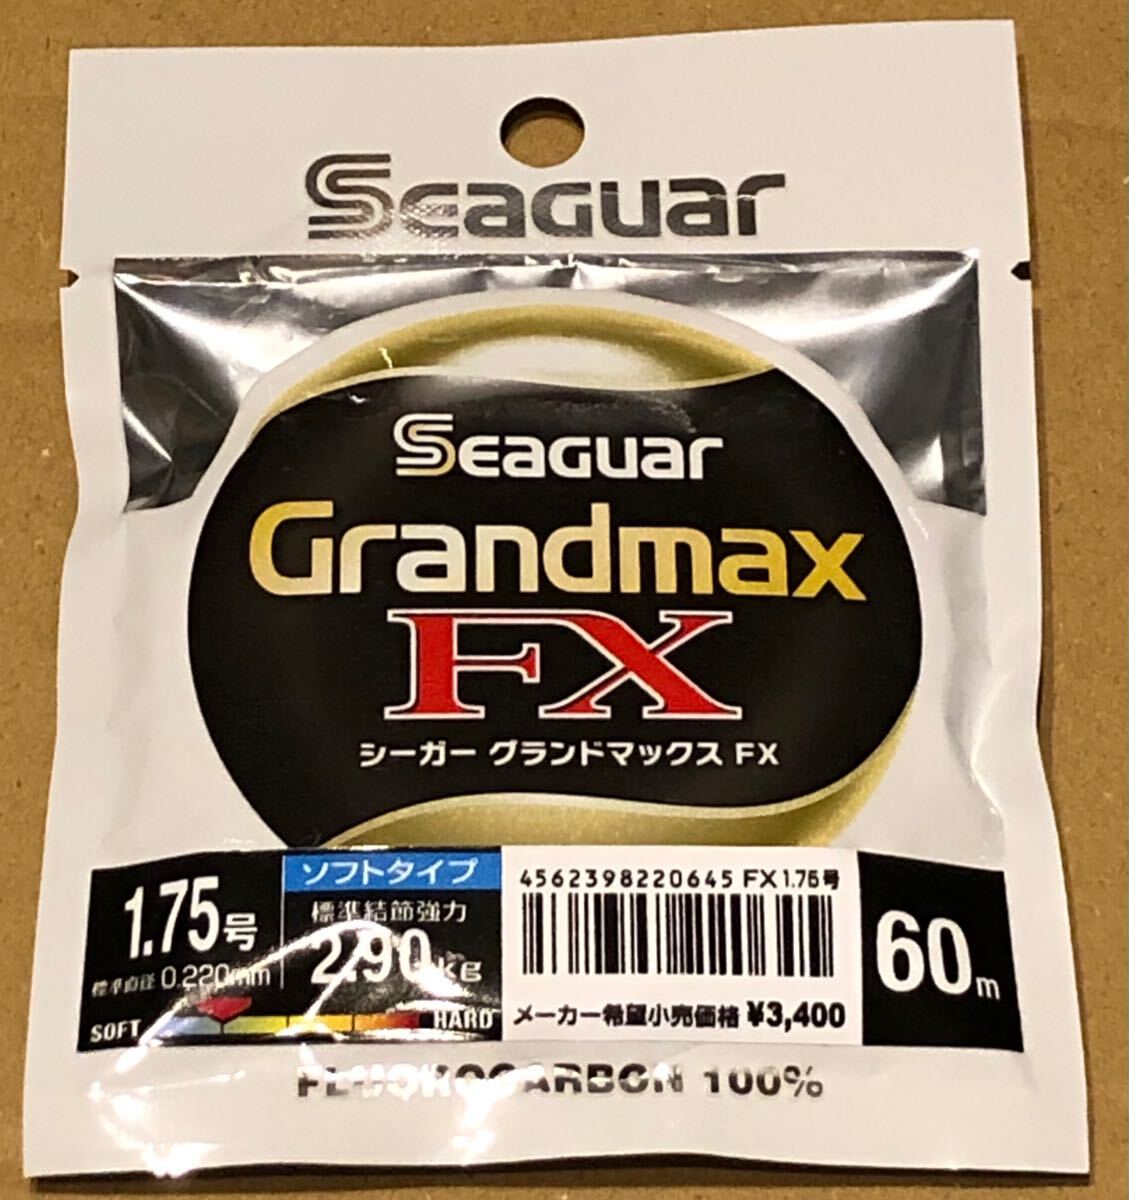 Seaguar
Seaguar
Grandmax
FX
シーガー グランドマックス FX
1.75号
標準直径 0.220mm
SOFT HARD
ソフトタイプ
標準結節強力
2.90kg
4562398220645 FX1.75号
メーカー希望小売価格 ¥3,400
60m
FLUOROCARBON 100%